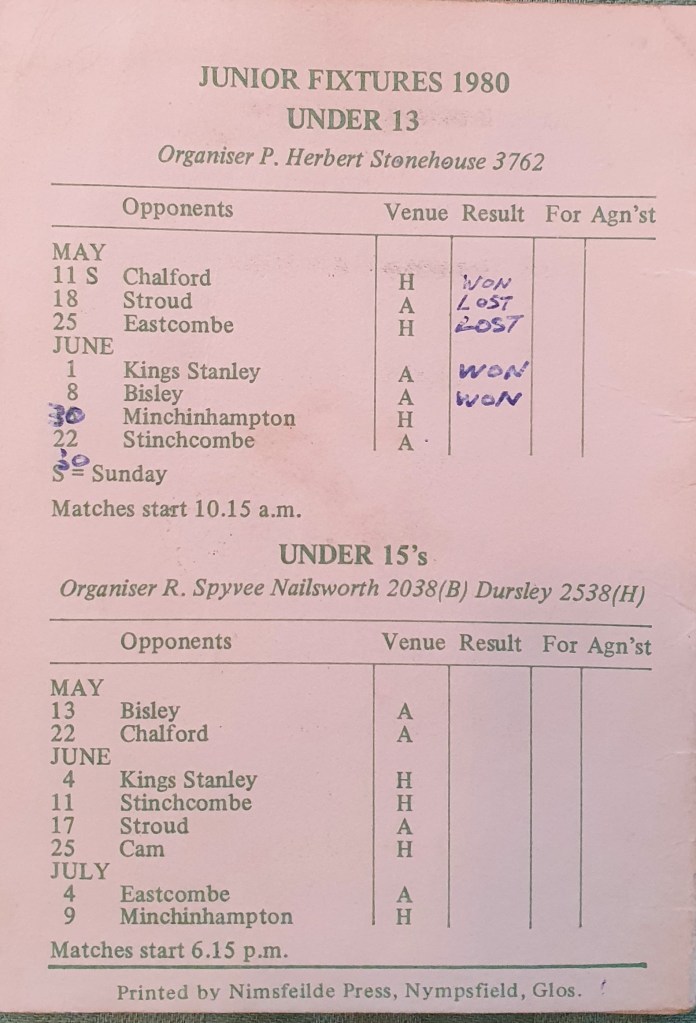 JUNIOR FIXTURES 1980
UNDER 13
Organiser P. Herbert Stonehouse 3762
Opponents Venue Result For Agn'st
MAY
11 S Chalford H WON
18 Stroud A LOST
25 Eastcombe H LOST
JUNE
1 Kings Stanley A WON
8 Bisley A WON
30 Minchinhampton H
22 Stinchcombe A
30
S = Sunday
Matches start 10.15 a.m.
UNDER 15's
Organiser R. Spyvee Nailsworth 2038(B) Dursley 2538(H)
Opponents Venue Result For Agn'st
MAY
13 Bisley A
22 Chalford A
JUNE
4 Kings Stanley H
11 Stinchcombe H
17 Stroud A
25 Cam H
JULY
4 Eastcombe A
9 Minchinhampton H
Matches start 6.15 p.m.
Printed by Nimsfeilde Press, Nympsfield, Glos.